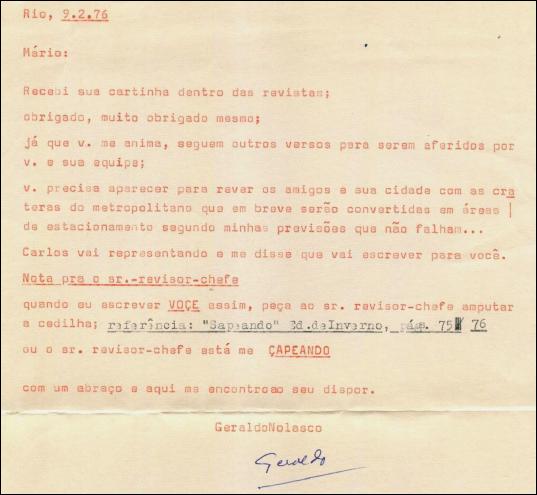 Rio, 9.2.76
Mário:
Recebi sua cartinha dentro das revistas;
obrigado, muito obrigado mesmo;
já que v. me anima, seguem outros versos para serem aferidos por
v. e sua equipe;
v. precisa aparecer para rever os amigos e sua cidade com as cra
teras do metropolitano que em breve serão convertidas em áreas
de estacionamento segundo minhas previsões que não falham...
Carlos vai representando e me disse que vai escrever para você.
Nota pra o sr.-revisor-chefe
quando eu escrever VOÇE assim, peça ao sr. revisor-chefe amputar
a cedilha; referência: "Sapeando" Ed.deInverno, pág. 75 76
ou o sr. revisor-chefe está me ÇAPEANDO
com um abraço e aqui me encontroao seu dispor.
GeraldoNolasco
Geraldo